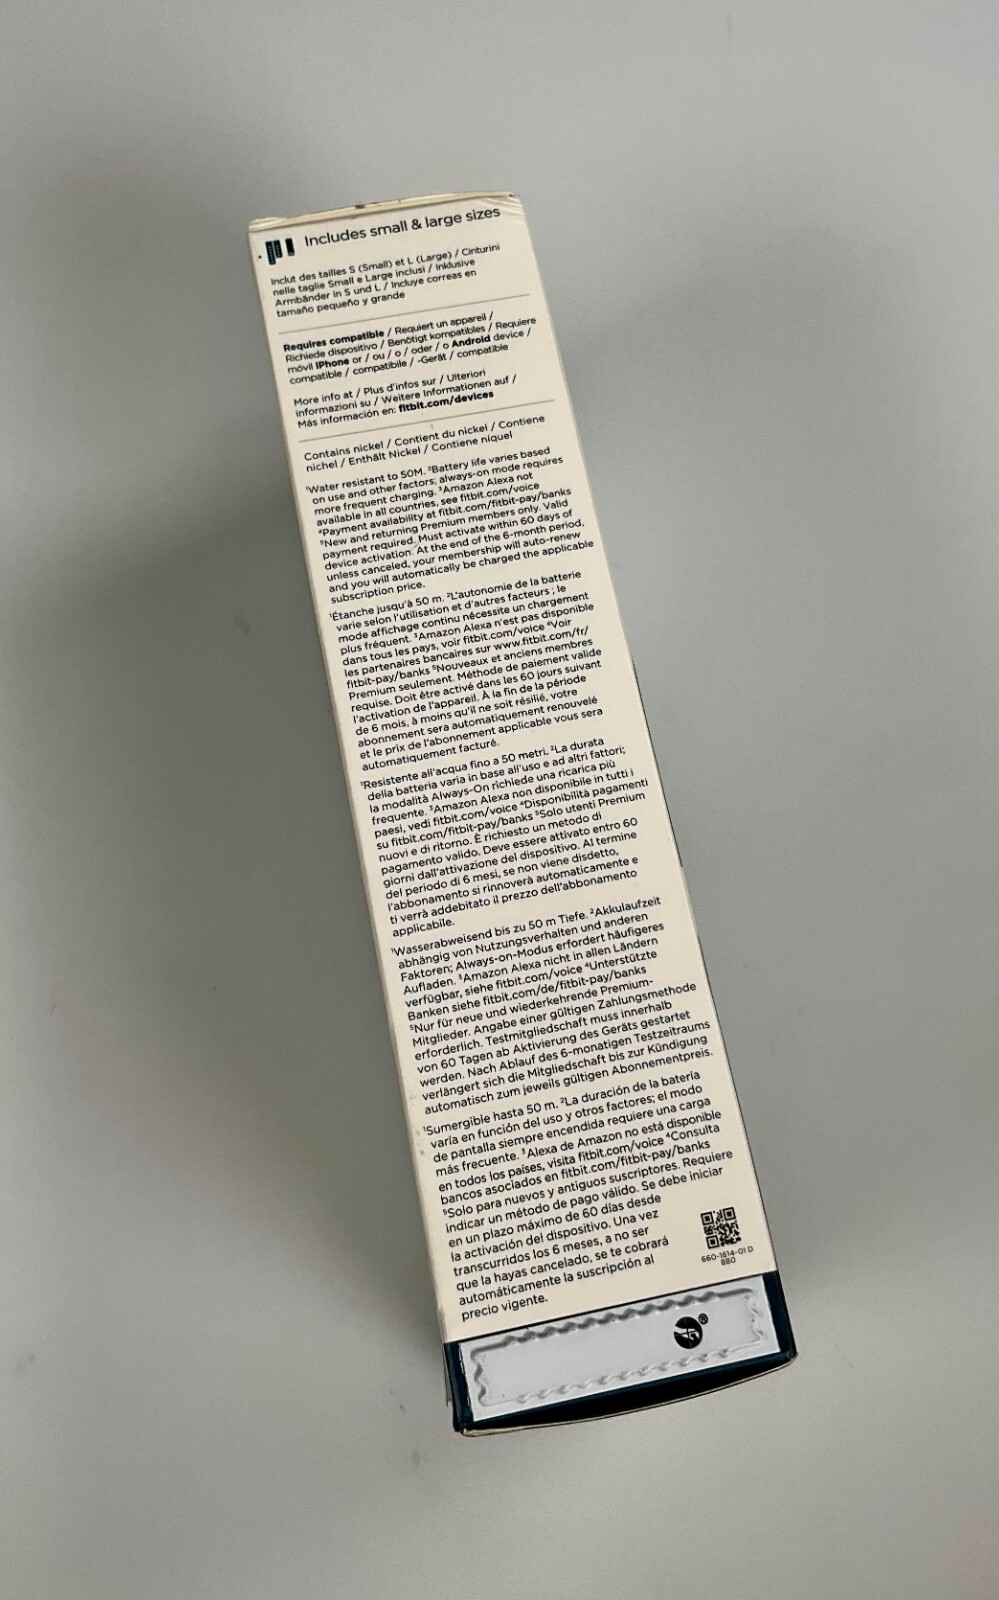 Includes small & large sizes
Inclut des tailles S (Small) et L (Large) / Cinturini
nelle taglie Small e Large inclusi / Inklusive
Armbänder in S und L / Incluye correas en
tamaño pequeño y grande
Requires compatible / Requiert un appareil /
Richiede dispositivo / Benötigt kompatibles / Requiere
móvil iPhone or / ou / o / oder / o Android device /
compatible / compatibile / -Gerät / compatible
More info at / Plus d'infos sur / Ulteriori
informazioni su / Weitere Informationen auf /
Más información en: fitbit.com/devices
Contains nickel / Contient du nickel / Contiene
nichel / Enthält Nickel / Contiene níquel
¹Water resistant to 50M. ²Battery life varies based
on use and other factors; always-on mode requires
more frequent charging. ³Amazon Alexa not
available in all countries, see fitbit.com/voice
⁴Payment availability at fitbit.com/fitbit-pay/banks
⁵New and returning Premium members only. Valid
payment required. Must activate within 60 days of
device activation. At the end of the 6-month period,
unless canceled, your membership will auto-renew
and you will automatically be charged the applicable
subscription price.
¹Étanche jusqu'à 50 m. ²L'autonomie de la batterie
varie selon l'utilisation et d'autres facteurs ; le
mode affichage continu nécessite un chargement
plus fréquent. ³Amazon Alexa n'est pas disponible
dans tous les pays, voir fitbit.com/voice ⁴Voir
les partenaires bancaires sur www.fitbit.com/fr/
fitbit-pay/banks ⁵Nouveaux et anciens membres
Premium seulement. Méthode de paiement valide
requise. Doit être activé dans les 60 jours suivant
l'activation de l'appareil. À la fin de la période
de 6 mois, à moins qu'il ne soit résilié, votre
abonnement sera automatiquement renouvelé
et le prix de l'abonnement applicable vous sera
automatiquement facturé.
¹Resistente all'acqua fino a 50 metri. ²La durata
della batteria varia in base all'uso e ad altri fattori;
la modalità Always-On richiede una ricarica più
frequente. ³Amazon Alexa non disponibile in tutti i
paesi, vedi fitbit.com/voice ⁴Disponibilità pagamenti
su fitbit.com/fitbit-pay/banks ⁵Solo utenti Premium
nuovi e di ritorno. È richiesto un metodo di
pagamento valido. Deve essere attivato entro 60
giorni dall'attivazione del dispositivo. Al termine
del periodo di 6 mesi, se non viene disdetto,
l'abbonamento si rinnoverà automaticamente e
ti verrà addebitato il prezzo dell'abbonamento
applicabile.
¹Wasserabweisend bis zu 50 m Tiefe. ²Akkulaufzeit
abhängig von Nutzungsverhalten und anderen
Faktoren; Always-on-Modus erfordert häufigeres
Aufladen. ³Amazon Alexa nicht in allen Ländern
verfügbar, siehe fitbit.com/voice ⁴Unterstützte
Banken siehe fitbit.com/de/fitbit-pay/banks
⁵Nur für neue und wiederkehrende Premium-
Mitglieder. Angabe einer gültigen Zahlungsmethode
erforderlich. Testmitgliedschaft muss innerhalb
von 60 Tagen ab Aktivierung des Geräts gestartet
werden. Nach Ablauf des 6-monatigen Testzeitraums
verlängert sich die Mitgliedschaft bis zur Kündigung
automatisch zum jeweils gültigen Abonnementpreis.
¹Sumergible hasta 50 m. ²La duración de la batería
varía en función del uso y otros factores; el modo
de pantalla siempre encendida requiere una carga
más frecuente. ³Alexa de Amazon no está disponible
en todos los países, visita fitbit.com/voice ⁴Consulta
bancos asociados en fitbit.com/fitbit-pay/banks
⁵Solo para nuevos y antiguos suscriptores. Requiere
indicar un método de pago válido. Se debe iniciar
en un plazo máximo de 60 días desde
la activación del dispositivo. Una vez
transcurridos los 6 meses, a no ser
que la hayas cancelado, se te cobrará
automáticamente la suscripción al
precio vigente.
660-1614-01 D
880